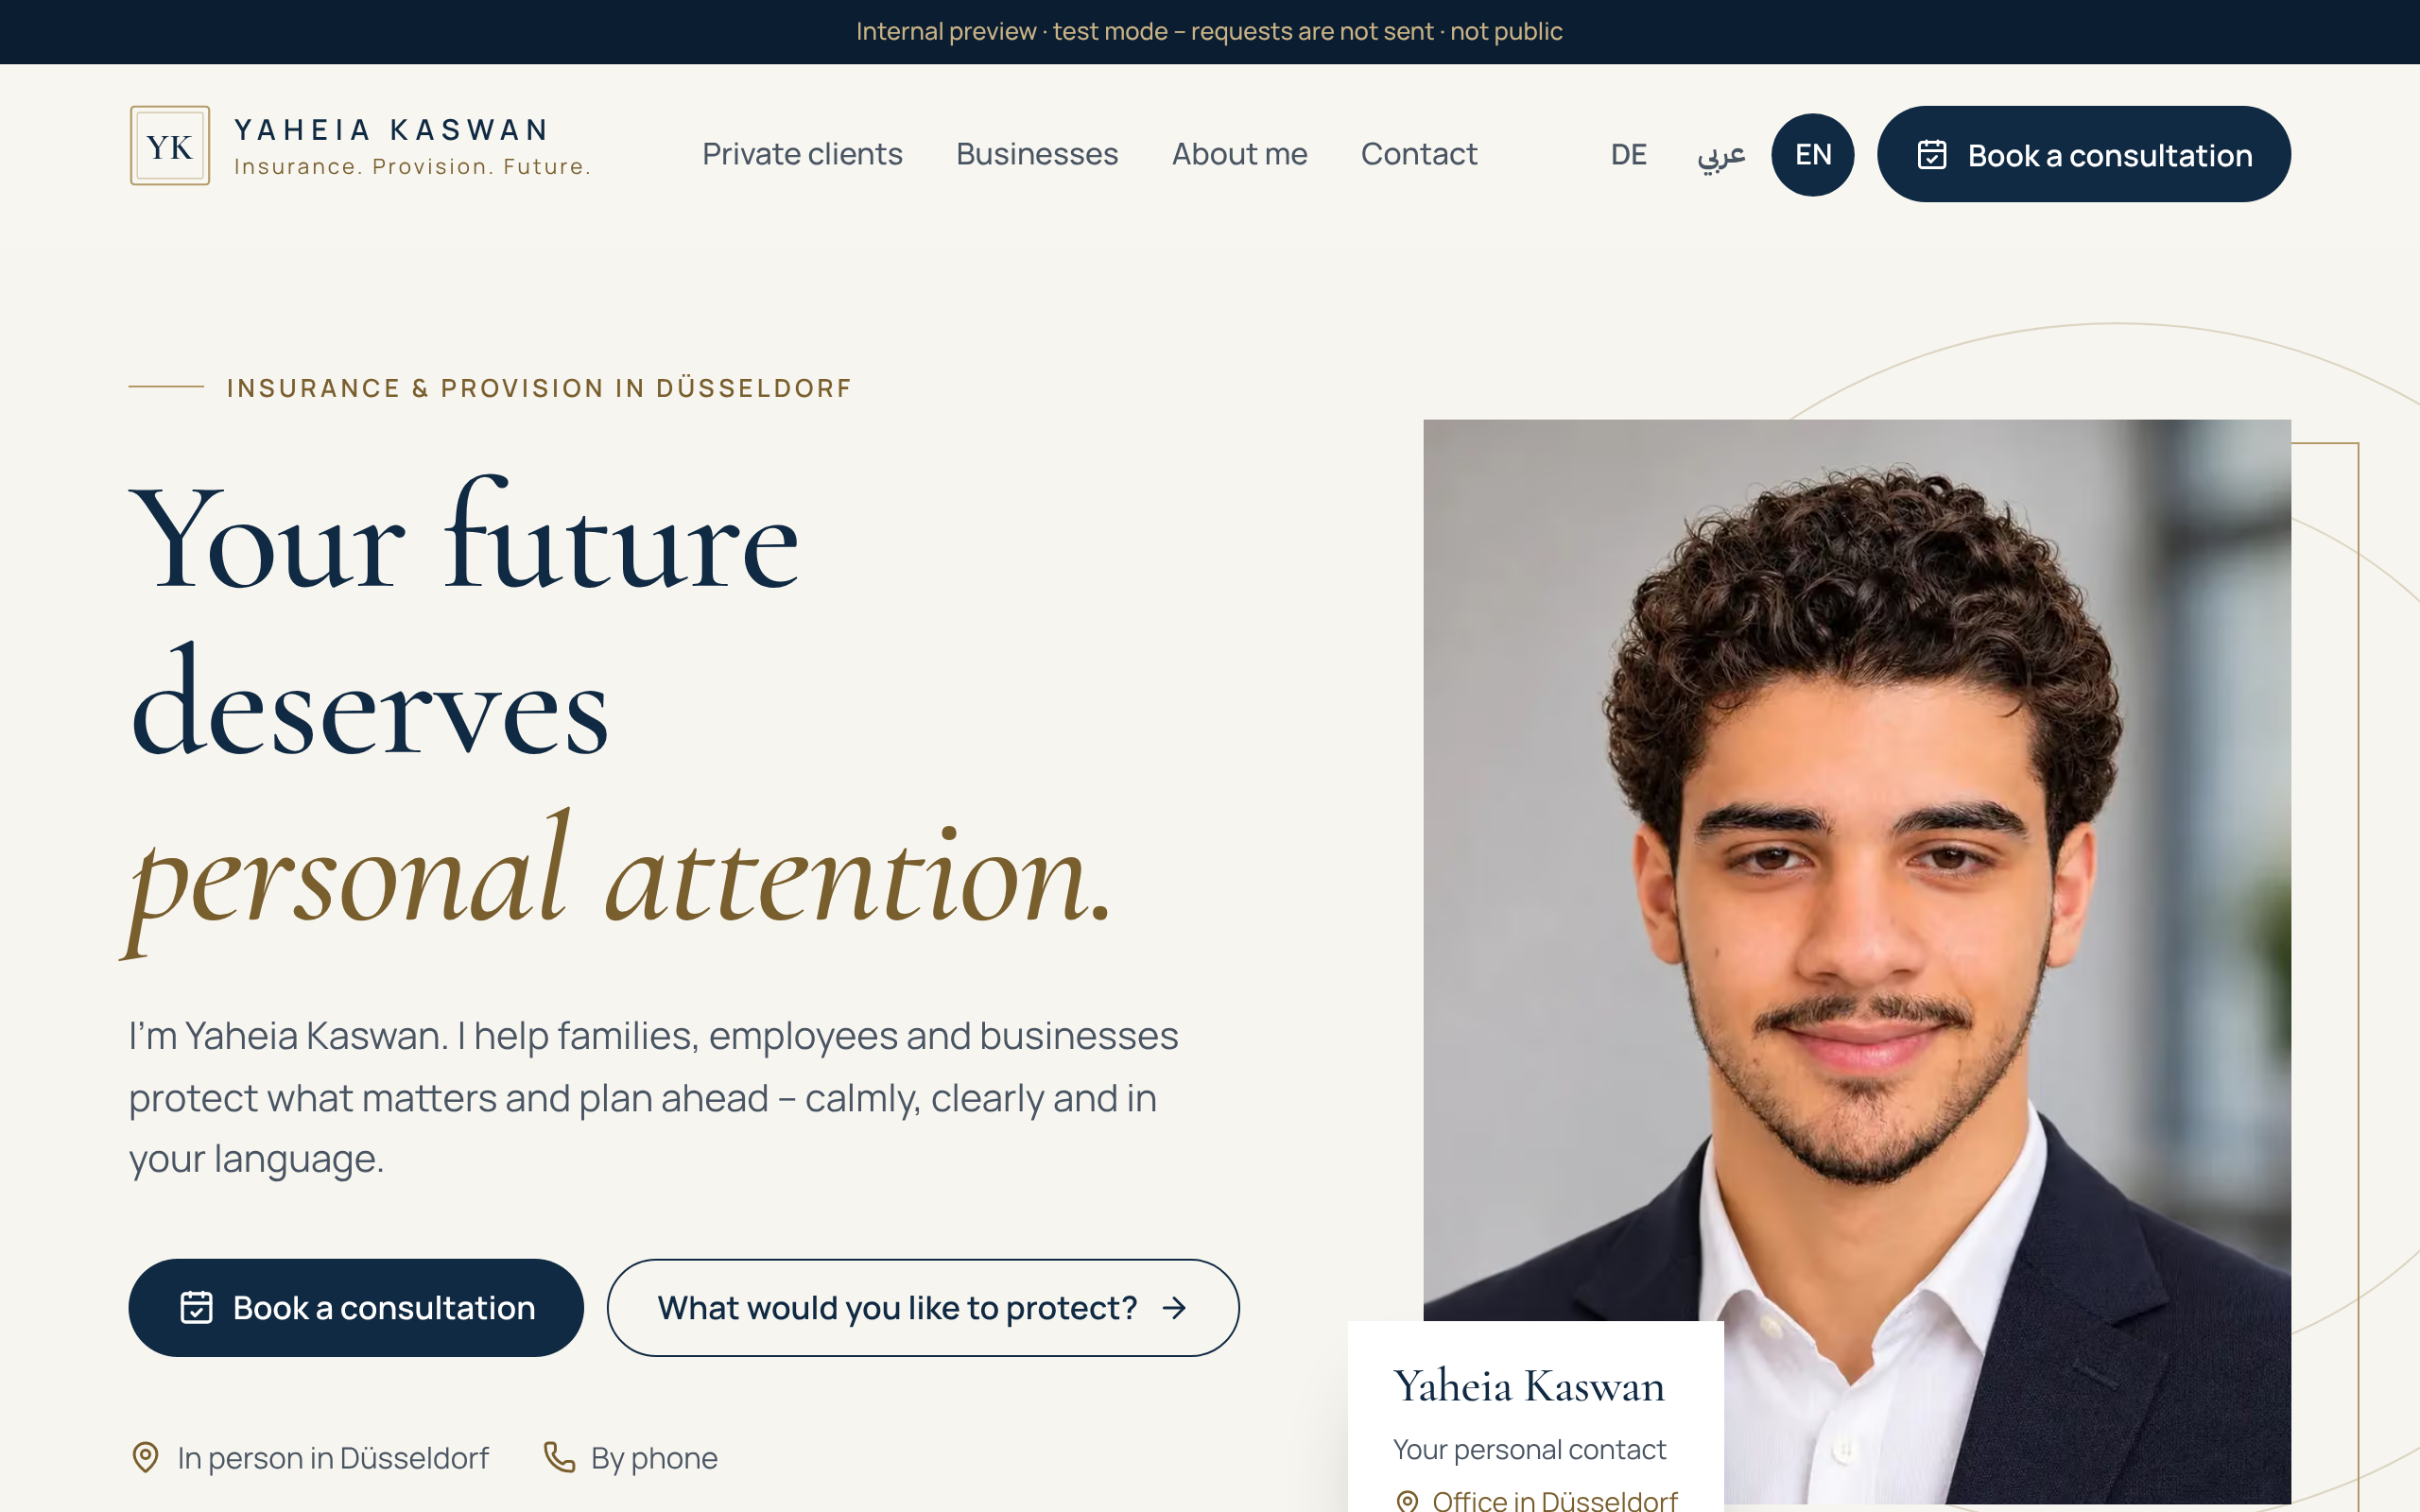 Internal preview · test mode – requests are not sent · not public
YK
YAHEIA KASWAN
Insurance. Provision. Future.
Private clients
Businesses
About me
Contact
DE
عربي
EN
Book a consultation
INSURANCE & PROVISION IN DÜSSELDORF
Your future
deserves
personal attention.
I’m Yaheia Kaswan. I help families, employees and businesses
protect what matters and plan ahead – calmly, clearly and in
your language.
Book a consultation
What would you like to protect?
In person in Düsseldorf
By phone
Yaheia Kaswan
Your personal contact
Office in Düsseldorf